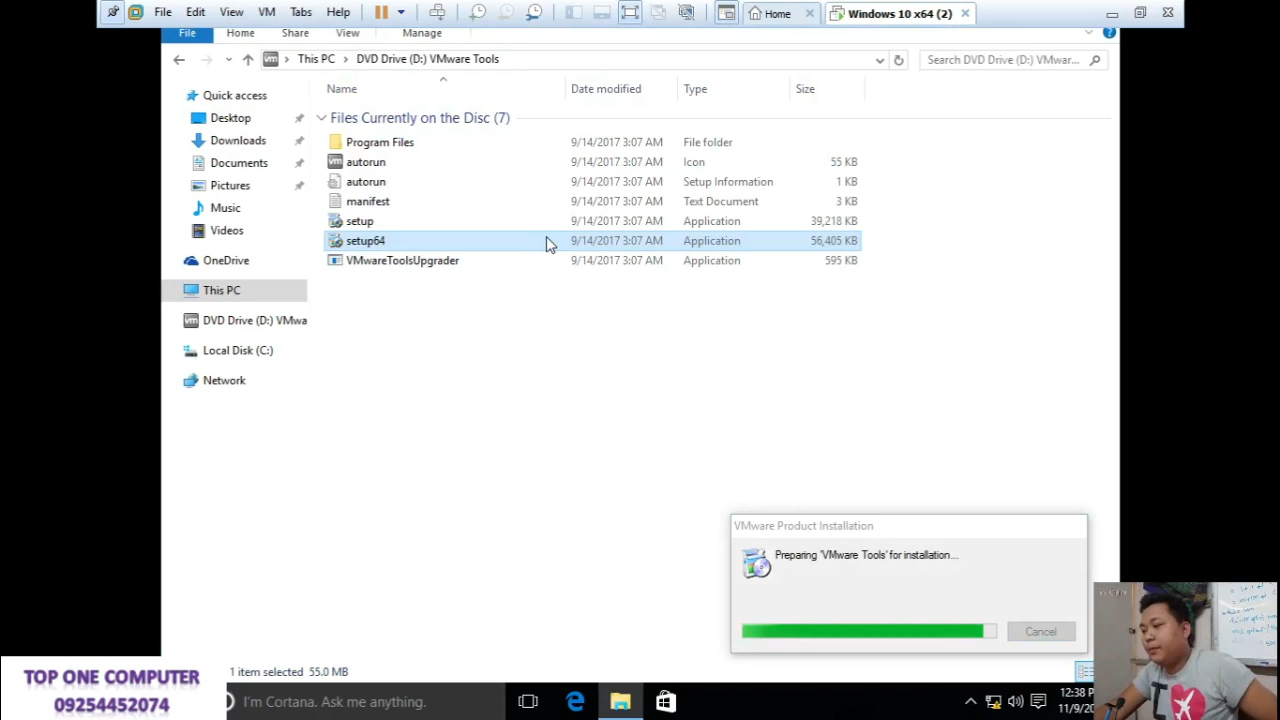 File Edit View VM Tabs Help Home Windows 10 x64 (2)
File Home Share View Manage
This PC DVD Drive (D:) VMware Tools Search DVD Drive (D:) VMwar...
Name Date modified Type Size
Files Currently on the Disc (7)
Program Files 9/14/2017 3:07 AM File folder
autorun 9/14/2017 3:07 AM Icon 55 KB
autorun 9/14/2017 3:07 AM Setup Information 1 KB
manifest 9/14/2017 3:07 AM Text Document 3 KB
setup 9/14/2017 3:07 AM Application 39,218 KB
setup64 9/14/2017 3:07 AM Application 56,405 KB
VMwareToolsUpgrader 9/14/2017 3:07 AM Application 595 KB
Quick access
Desktop
Downloads
Documents
Pictures
Music
Videos
OneDrive
This PC
DVD Drive (D:) VMwa
Local Disk (C:)
Network
VMware Product Installation
Preparing 'VMware Tools' for installation...
Cancel
1 item selected 55.0 MB
TOP ONE COMPUTER
09254452074
I'm Cortana. Ask me anything.
12:38 P
11/9/20